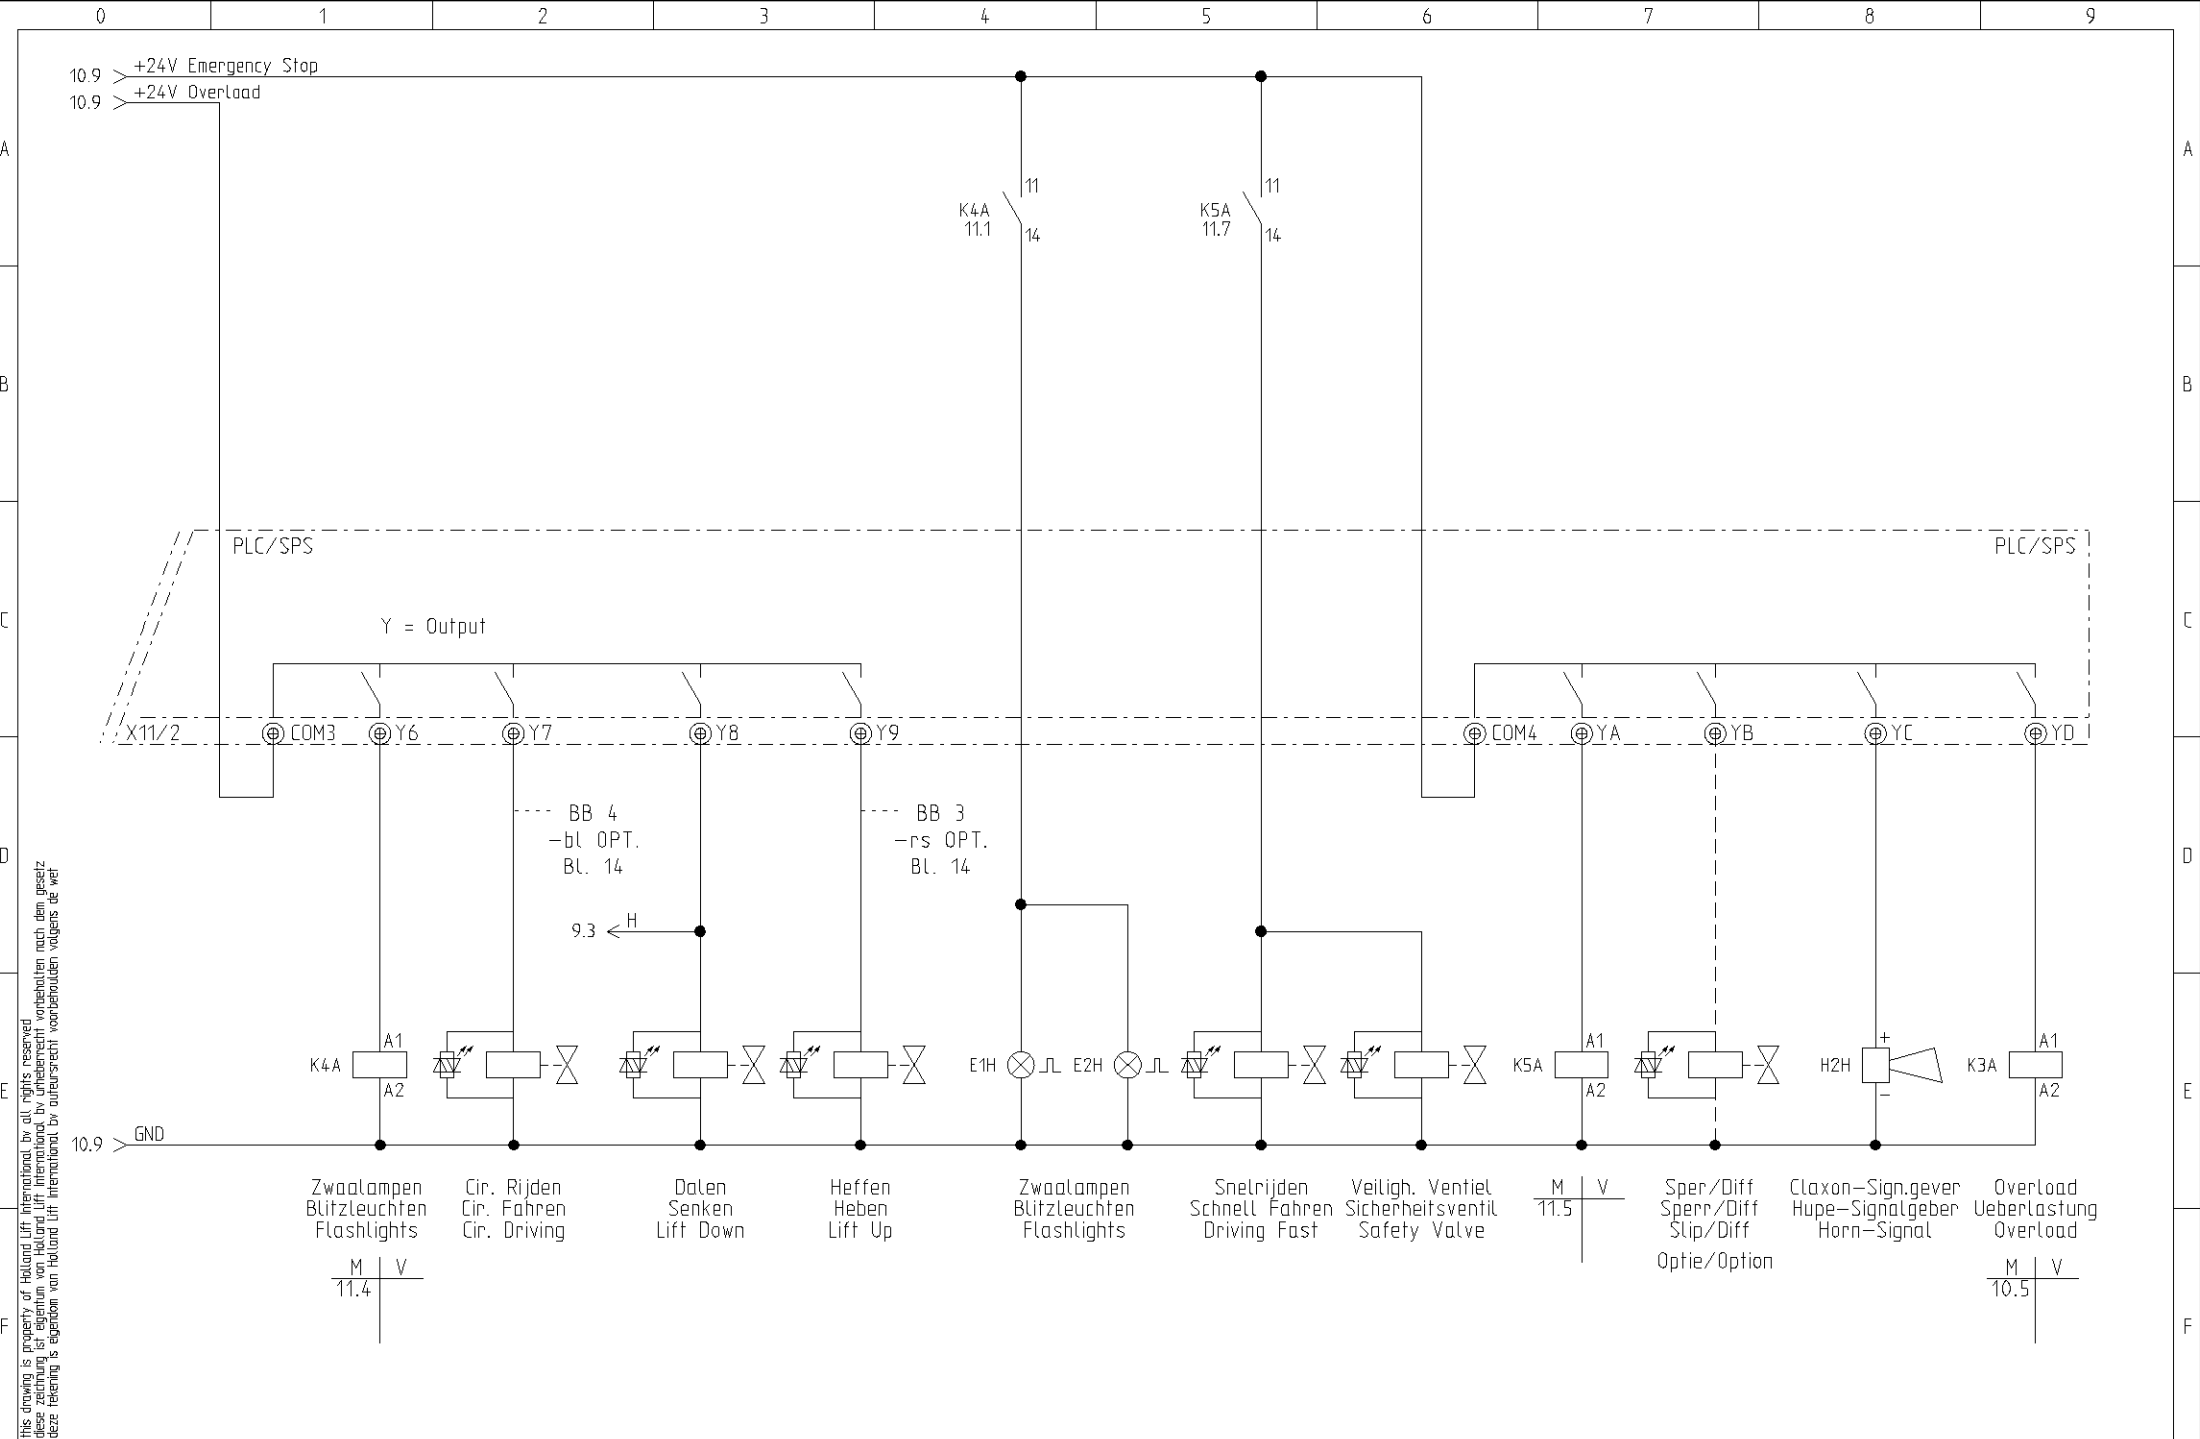 0 1 2 3 4 5 6 7 8 9
10.9 +24V Emergency Stop
10.9 +24V Overload
A A
11 11
K4A K5A
11.1 11.7
14 14
B B
PLC/SPS PLC/SPS
C C
Y = Output
X11/2 COM3 Y6 Y7 Y8 Y9 COM4 YA YB YC YD
BB 4 BB 3
-bl OPT. -rs OPT.
Bl. 14 Bl. 14
D D
9.3 H
A1 A1 + A1
K4A E1H E2H K5A H2H K3A
A2 A2 - A2
E E
10.9 GND
Zwaalampen Cir. Rijden Dalen Heffen Zwaalampen Snelrijden Veiligh. Ventiel M V Sper/Diff Claxon-Sign.gever Overload
Blitzleuchten Cir. Fahren Senken Heben Blitzleuchten Schnell Fahren Sicherheitsventil 11.5 Sperr/Diff Hupe-Signalgeber Ueberlastung
Flashlights Cir. Driving Lift Down Lift Up Flashlights Driving Fast Safety Valve Slip/Diff Horn-Signal Overload
Optie/Option
M V M V
11.4 10.5
F F
this drawing is property of Holland Lift International bv all rights reserved
diese zeichnung ist eigentum von Holland Lift International bv urheberrecht vorbehalten nach dem gesetz
deze tekening is eigendom van Holland Lift International bv auteursrecht voorbehouden volgens de wet